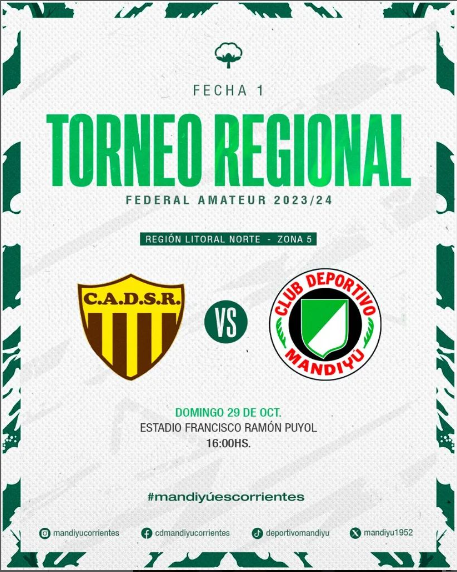 FECHA 1
TORNEO REGIONAL
FEDERAL AMATEUR 2023/24
REGIÓN LITORAL NORTE - ZONA 5
C.A.D.S.R.
VS
CLUB DEPORTIVO
MANDIYU
DOMINGO 29 DE OCT.
ESTADIO FRANCISCO RAMÓN PUYOL
16:00HS.
#mandiyúescorrientes
mandiyucorrientes cdmandiyucorrientes deportivomandiyu mandiyu1952